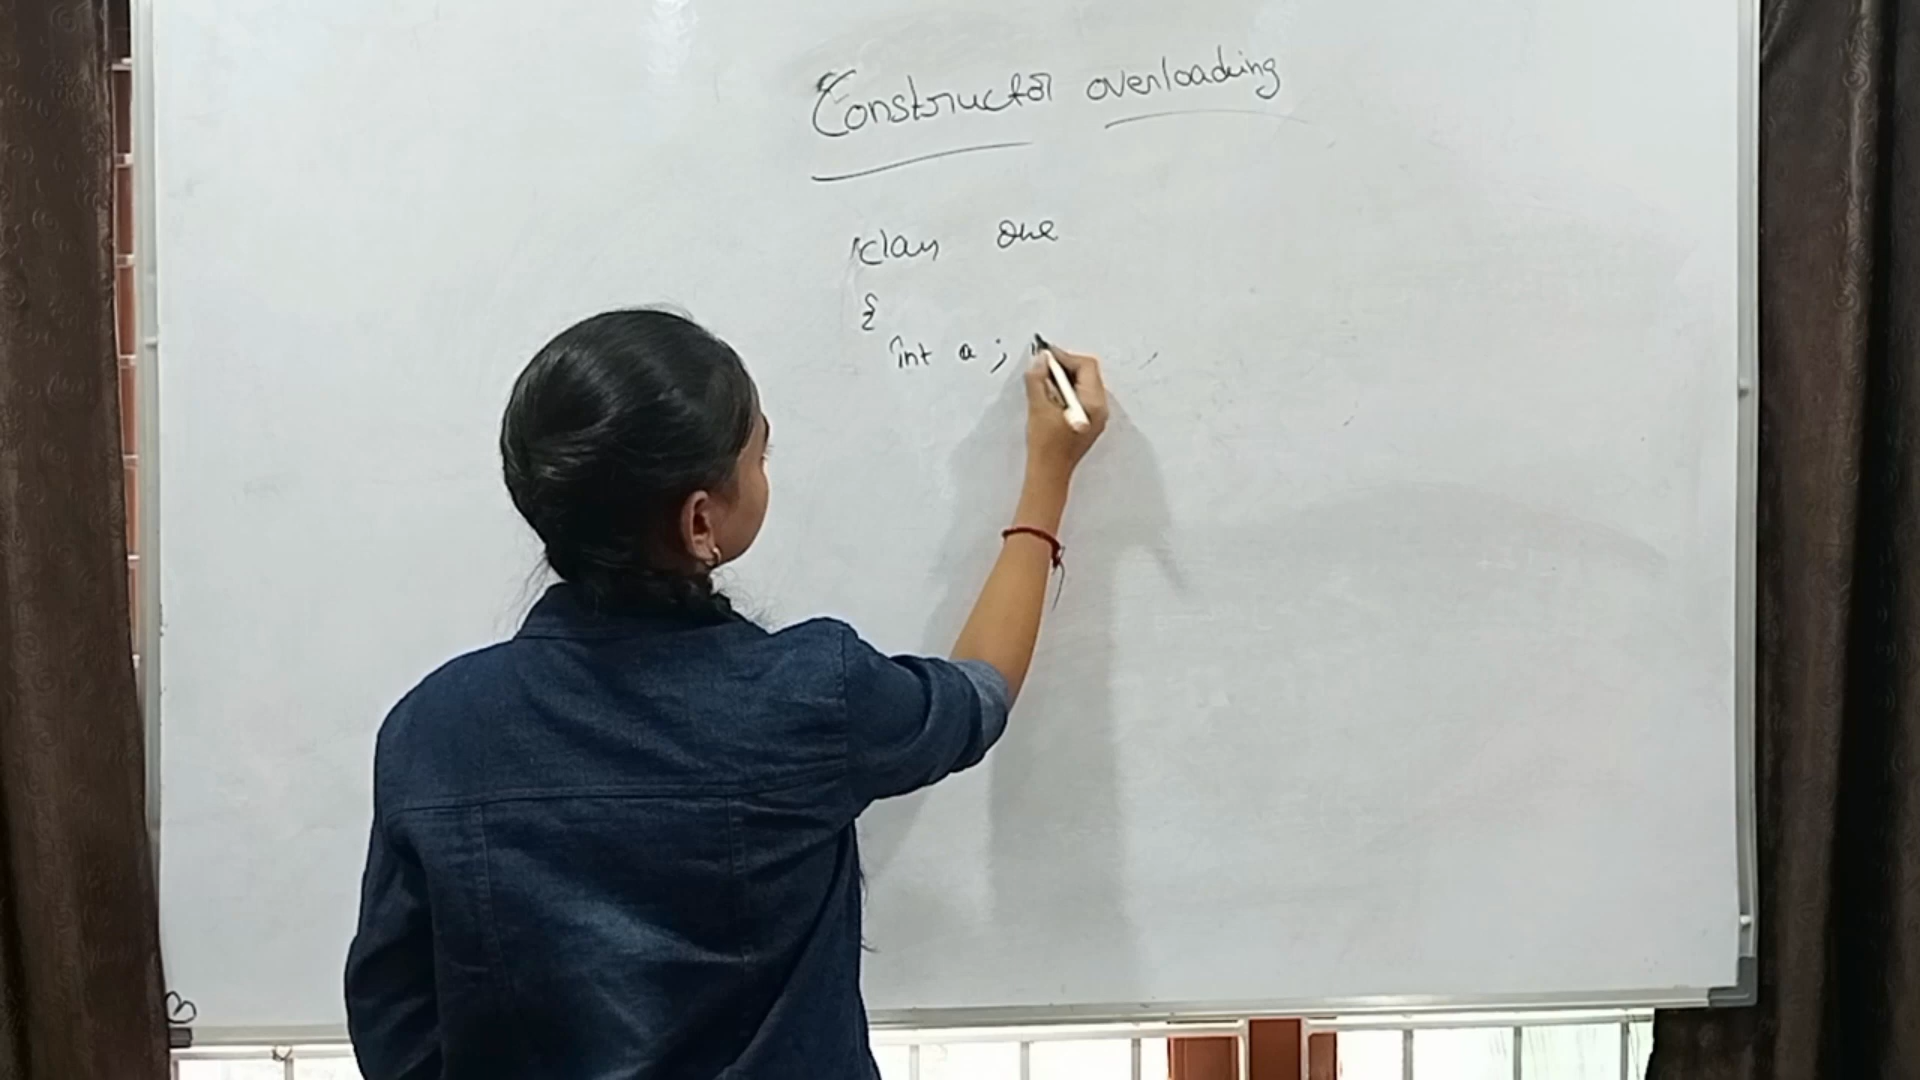 Constructor overloading
class one
{
int a ;